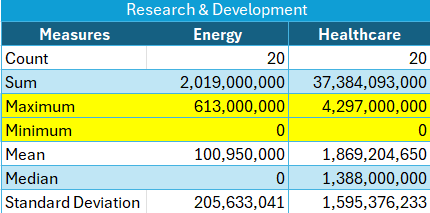 Research & Development
Measures Energy Healthcare
Count 20 20
Sum 2,019,000,000 37,384,093,000
Maximum 613,000,000 4,297,000,000
Minimum 0 0
Mean 100,950,000 1,869,204,650
Median 0 1,388,000,000
Standard Deviation 205,633,041 1,595,376,233